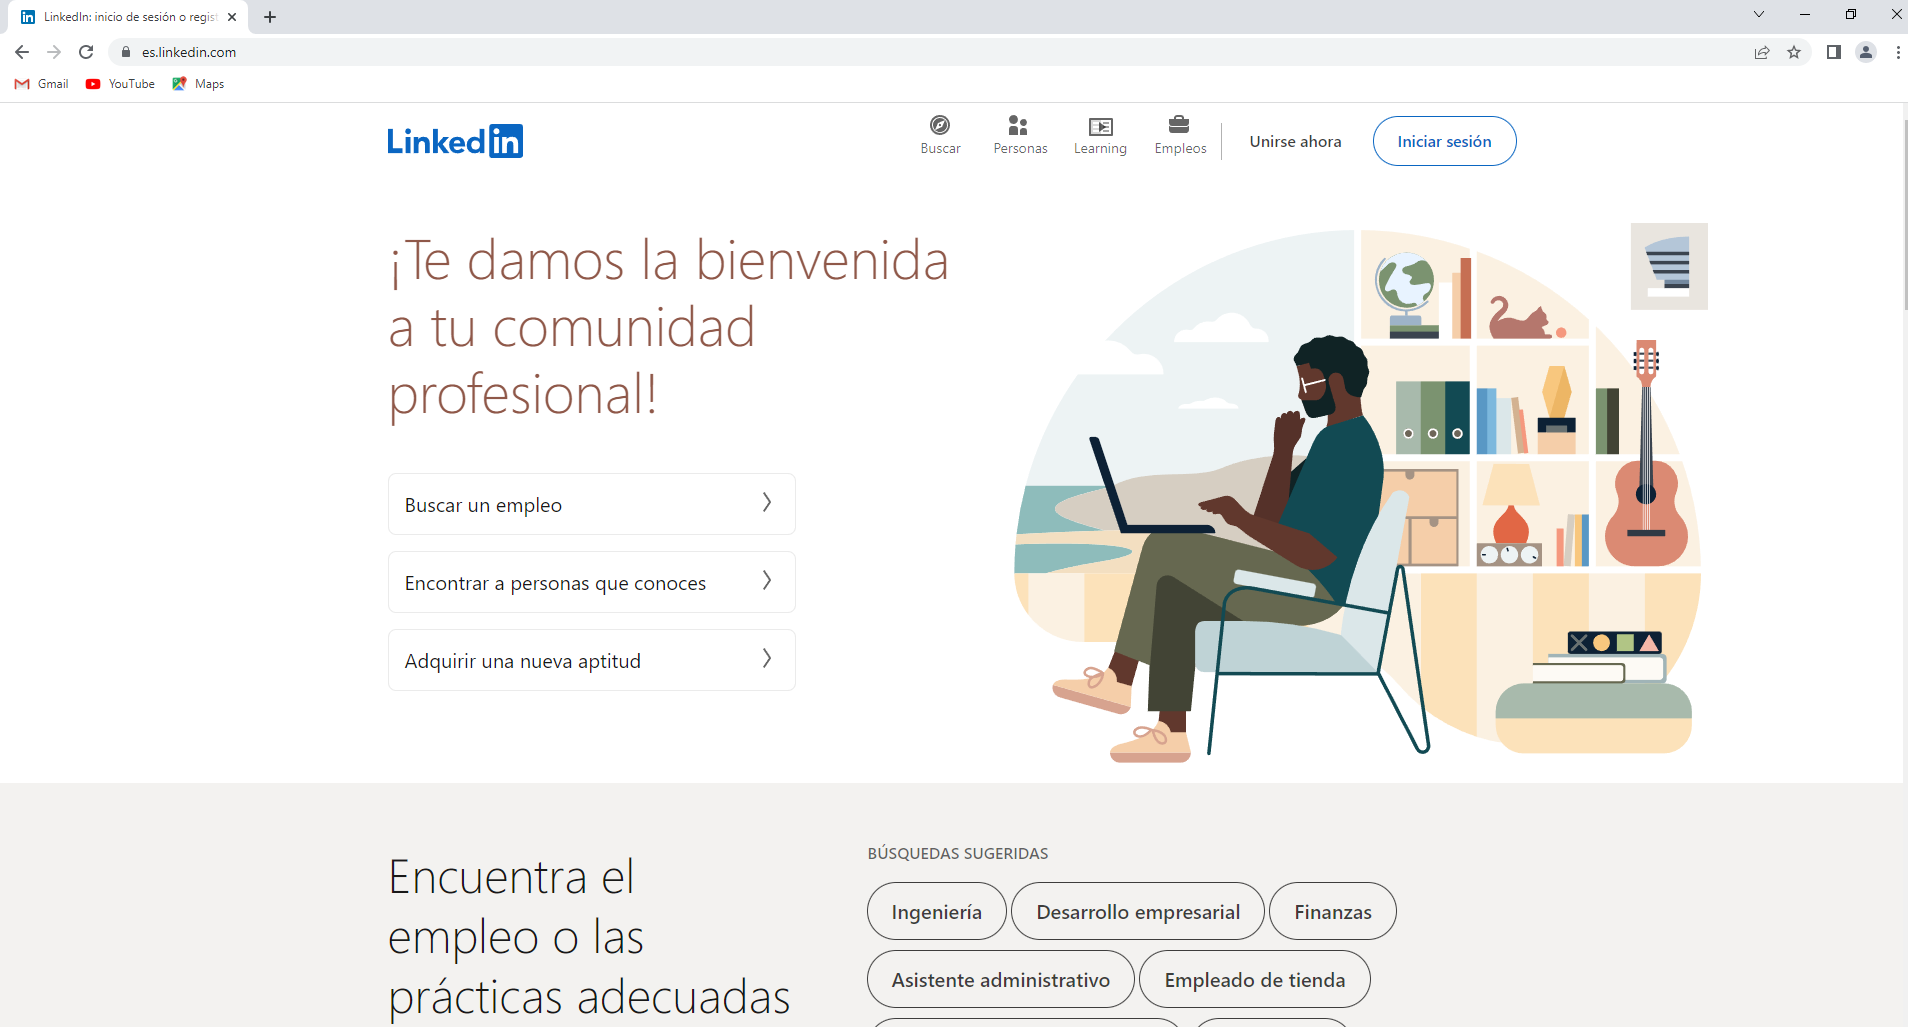 LinkedIn: inicio de sesión o regist
es.linkedin.com
Gmail YouTube Maps
LinkedIn
Buscar Personas Learning Empleos Unirse ahora Iniciar sesión
¡Te damos la bienvenida
a tu comunidad
profesional!
Buscar un empleo
Encontrar a personas que conoces
Adquirir una nueva aptitud
Encuentra el
empleo o las
prácticas adecuadas
BÚSQUEDAS SUGERIDAS
Ingeniería Desarrollo empresarial Finanzas
Asistente administrativo Empleado de tienda